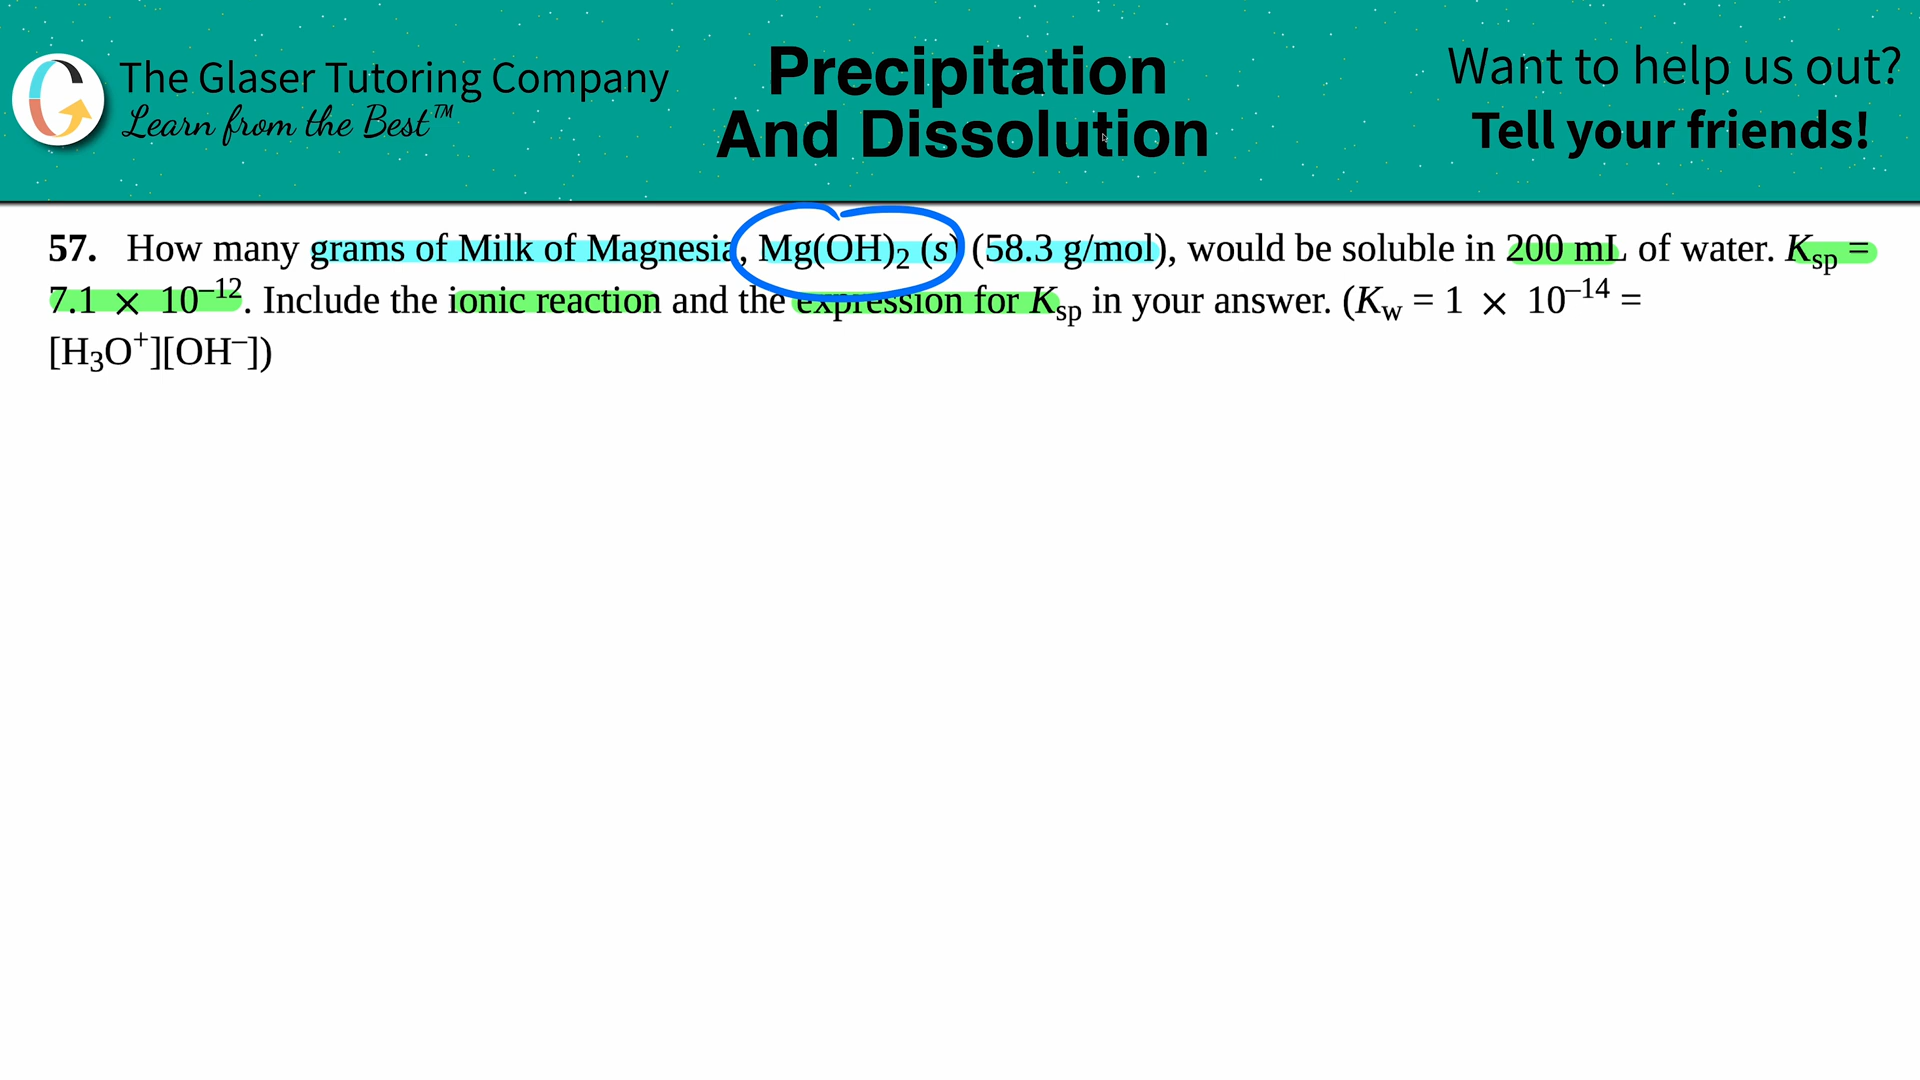 The Glaser Tutoring Company
Learn from the Best™
Precipitation
And Dissolution
Want to help us out?
Tell your friends!
57. How many grams of Milk of Magnesia, Mg(OH)₂ (s) (58.3 g/mol), would be soluble in 200 mL of water. Kₛₚ =
7.1 × 10⁻¹². Include the ionic reaction and the expression for Kₛₚ in your answer. (K_w = 1 × 10⁻¹⁴ =
[H₃O⁺][OH⁻])